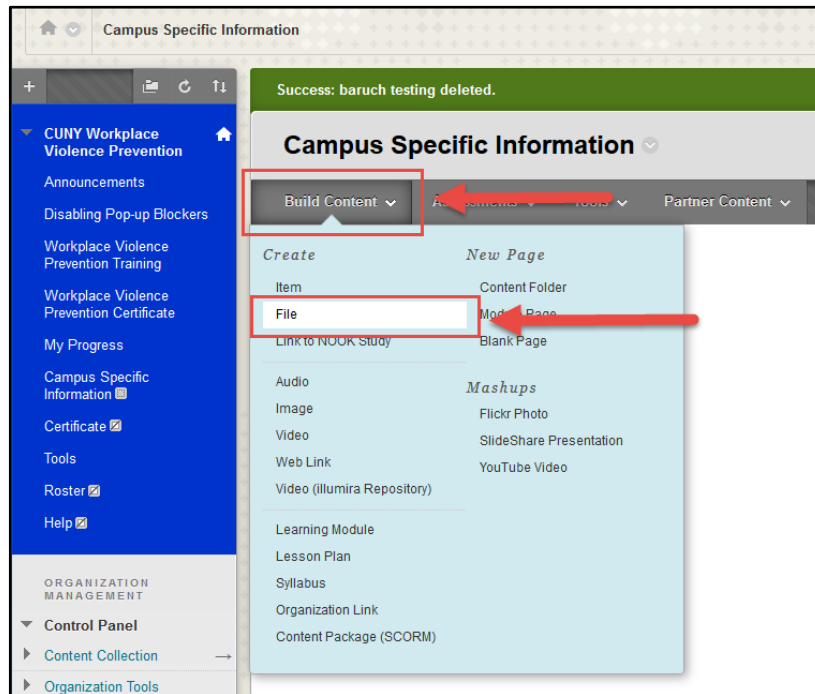 Campus Specific Information
Success: baruch testing deleted.
CUNY Workplace
Violence Prevention
Announcements
Disabling Pop-up Blockers
Workplace Violence
Prevention Training
Workplace Violence
Prevention Certificate
My Progress
Campus Specific
Information
Certificate
Tools
Roster
Help
ORGANIZATION
MANAGEMENT
Control Panel
Content Collection
Organization Tools
Campus Specific Information
Build Content
Tools
Partner Content
Create
Item
File
Link to NOOK Study
Audio
Image
Video
Web Link
Video (illumira Repository)
Learning Module
Lesson Plan
Syllabus
Organization Link
Content Package (SCORM)
New Page
Content Folder
Page
Blank Page
Mashups
Flickr Photo
SlideShare Presentation
YouTube Video